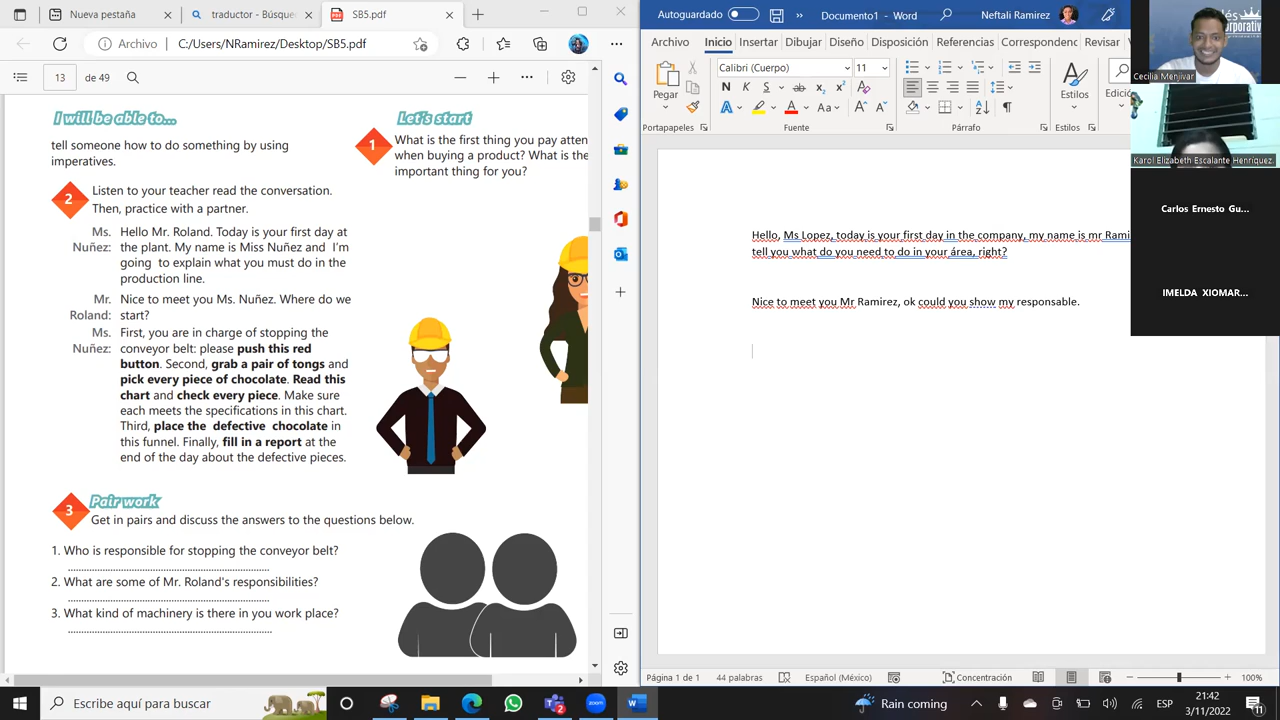 Nueva pestaña
traductor - Búsque
SB5.pdf
Archivo
C:/Users/NRamirez/Desktop/SB5.pdf
13
de 49
I will be able to...
tell someone how to do something by using
imperatives.
2
Listen to your teacher read the conversation.
Then, practice with a partner.
Ms. Nuñez:
Hello Mr. Roland. Today is your first day at
the plant. My name is Miss Nuñez and I'm
going to explain what you must do in the
production line.
Mr. Roland:
Nice to meet you Ms. Nuñez. Where do we
start?
Ms. Nuñez:
First, you are in charge of stopping the
conveyor belt: please push this red
button. Second, grab a pair of tongs and
pick every piece of chocolate. Read this
chart and check every piece. Make sure
each meets the specifications in this chart.
Third, place the defective chocolate in
this funnel. Finally, fill in a report at the
end of the day about the defective pieces.
Let's start
1
What is the first thing you pay atten
when buying a product? What is the
important thing for you?
3
Pair work
Get in pairs and discuss the answers to the questions below.
1. Who is responsible for stopping the conveyor belt?
2. What are some of Mr. Roland's responsibilities?
3. What kind of machinery is there in you work place?
Autoguardado
Documento1 - Word
Neftali Ramirez
Archivo
Inicio
Insertar
Dibujar
Diseño
Disposición
Referencias
Correspondenc
Revisar
Pegar
Calibri (Cuerpo)
11
N K S ab x₂ x²
A
Aa
A A
Estilos
Edició
Portapapeles
Fuente
Párrafo
Estilos
Hello, Ms Lopez, today is your first day in the company, my name is mr Rami
tell you what do you need to do in your área, right?
Nice to meet you Mr Ramirez, ok could you show my responsable.
Cecilia Menjivar
Karol Elizabeth Escalante Henríquez.
Carlos Ernesto Gu...
IMELDA XIOMAR...
Página 1 de 1
44 palabras
Español (México)
Concentración
100%
Escribe aquí para buscar
zoom
Rain coming
ESP
21:42
3/11/2022
11